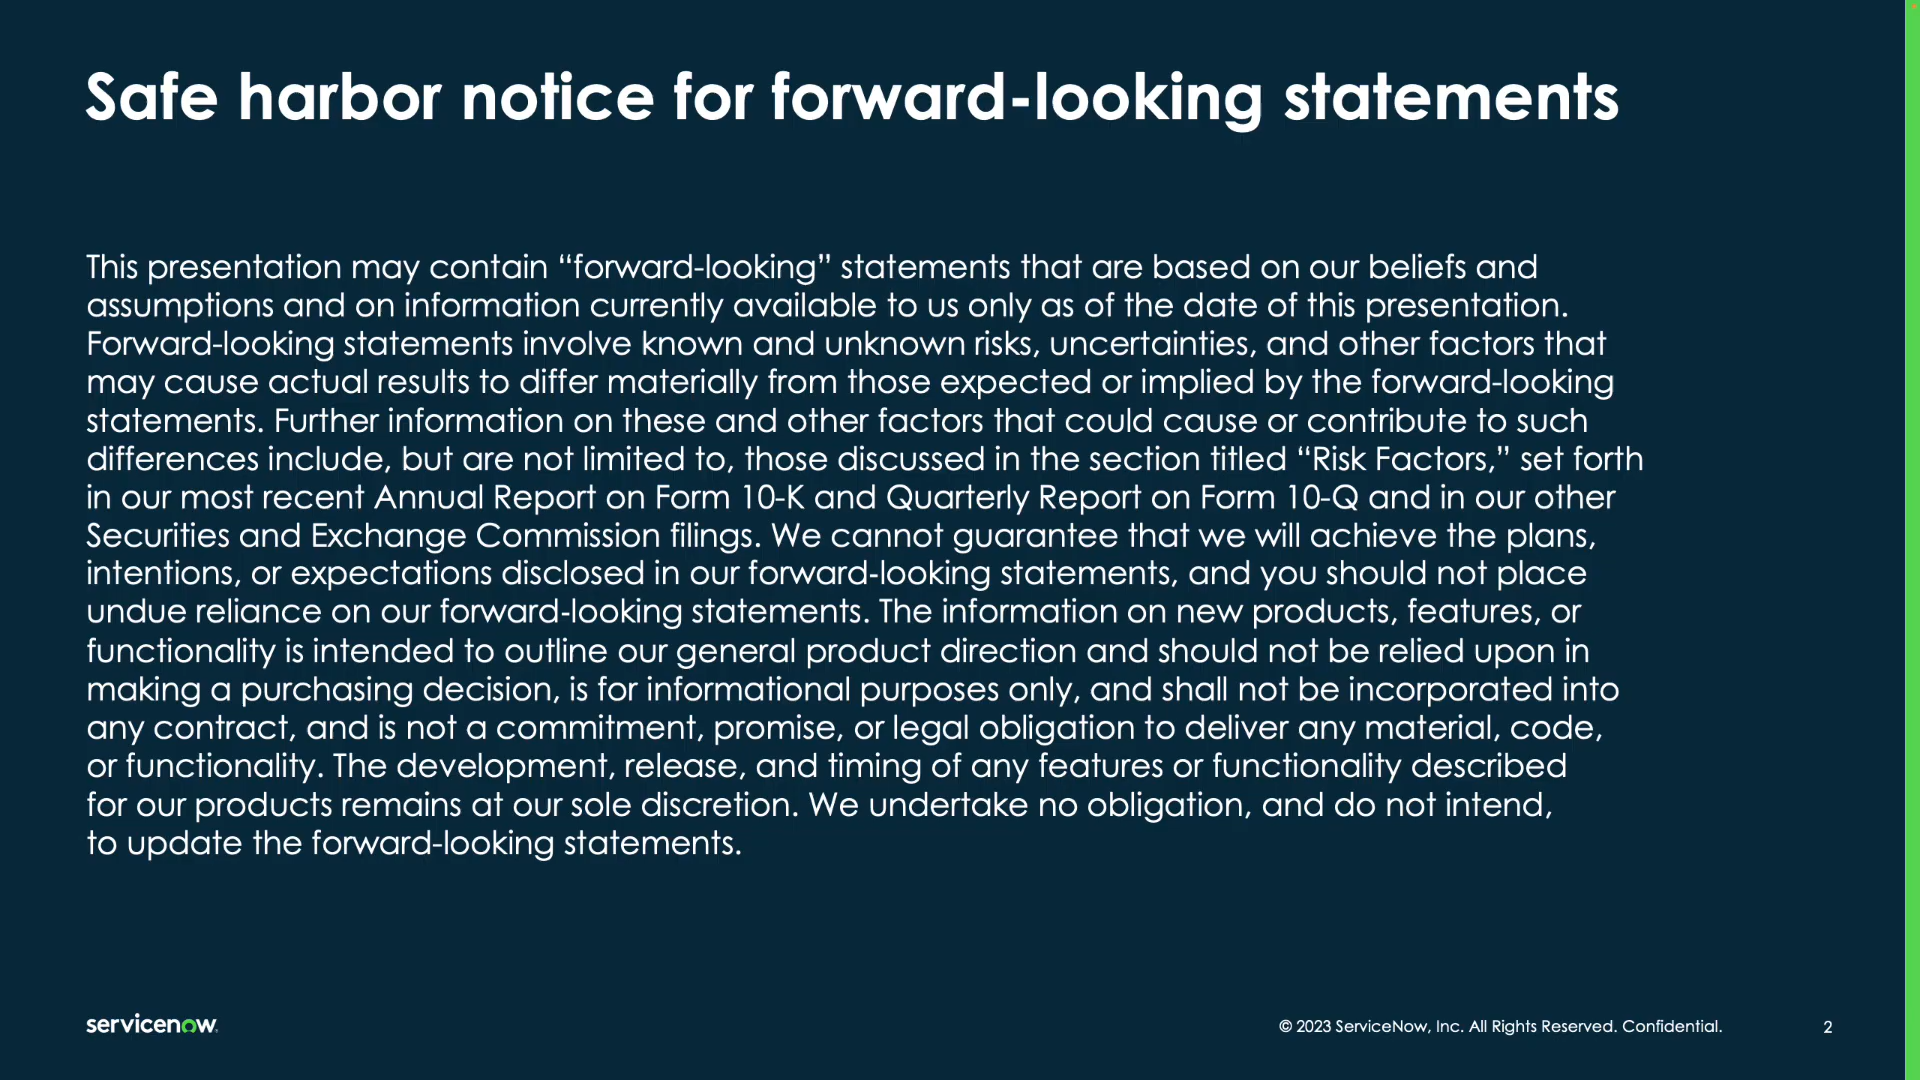 Safe harbor notice for forward-looking statements
This presentation may contain “forward-looking” statements that are based on our beliefs and
assumptions and on information currently available to us only as of the date of this presentation.
Forward-looking statements involve known and unknown risks, uncertainties, and other factors that
may cause actual results to differ materially from those expected or implied by the forward-looking
statements. Further information on these and other factors that could cause or contribute to such
differences include, but are not limited to, those discussed in the section titled “Risk Factors,” set forth
in our most recent Annual Report on Form 10-K and Quarterly Report on Form 10-Q and in our other
Securities and Exchange Commission filings. We cannot guarantee that we will achieve the plans,
intentions, or expectations disclosed in our forward-looking statements, and you should not place
undue reliance on our forward-looking statements. The information on new products, features, or
functionality is intended to outline our general product direction and should not be relied upon in
making a purchasing decision, is for informational purposes only, and shall not be incorporated into
any contract, and is not a commitment, promise, or legal obligation to deliver any material, code,
or functionality. The development, release, and timing of any features or functionality described
for our products remains at our sole discretion. We undertake no obligation, and do not intend,
to update the forward-looking statements.
servicenow
© 2023 ServiceNow, Inc. All Rights Reserved. Confidential.
2